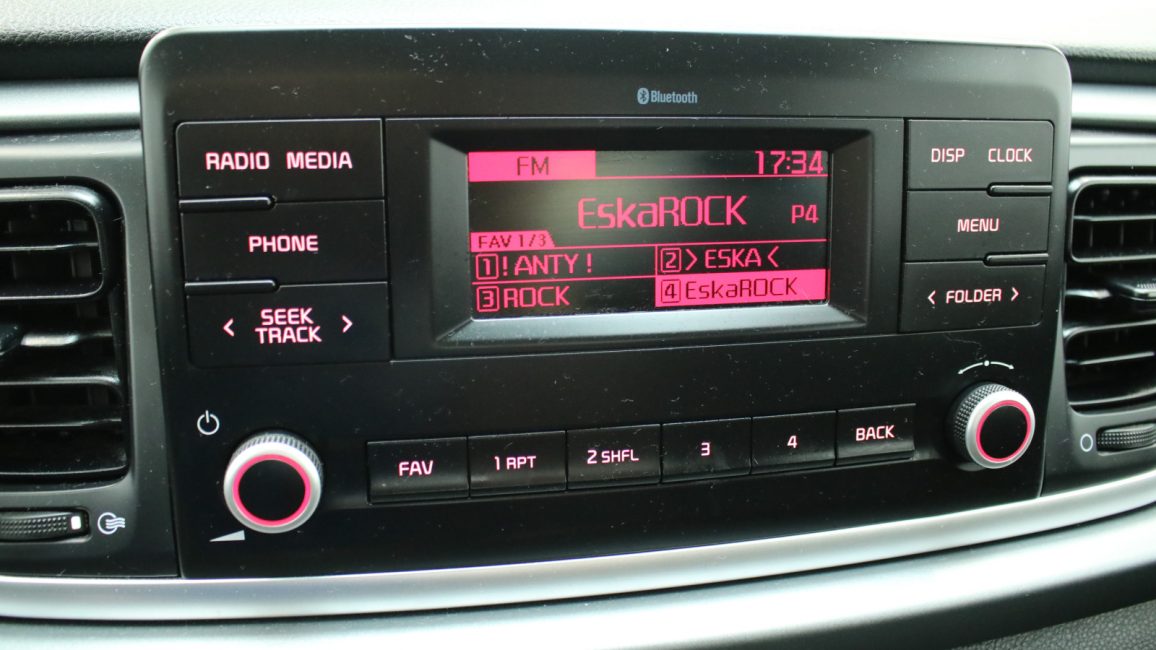 Bluetooth
RADIO MEDIA
PHONE
< SEEK TRACK >
FM 17:34
EskaROCK P4
FAV 1/3
1 ! ANTY ! 2 > ESKA <
3 ROCK 4 EskaROCK
DISP CLOCK
MENU
< FOLDER >
FAV 1 RPT 2 SHFL 3 4 BACK